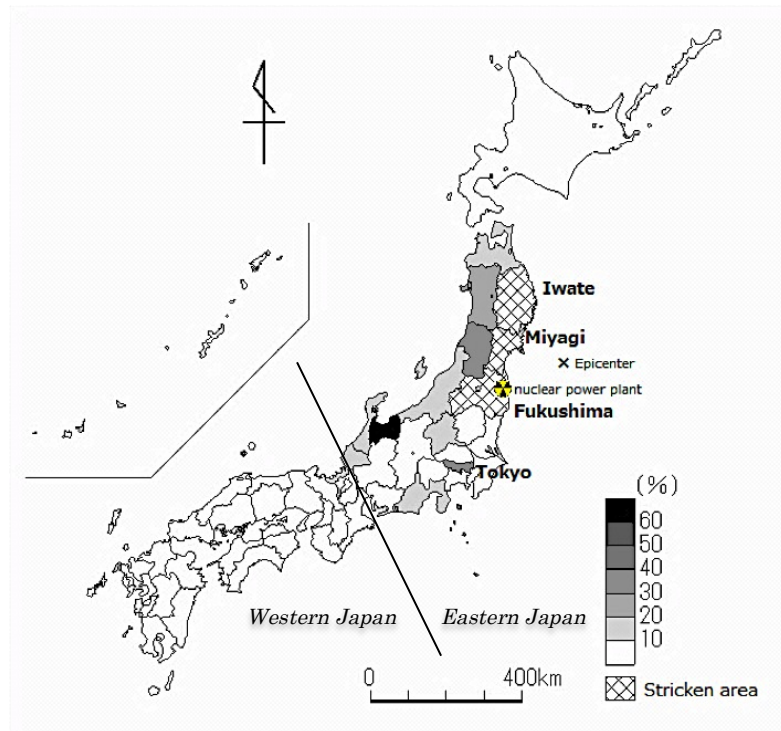 Iwate
Miyagi
Epicenter
nuclear power plant
Fukushima
Tokyo
(%)
60
50
40
30
20
10
Western Japan
Eastern Japan
0
400km
Stricken area